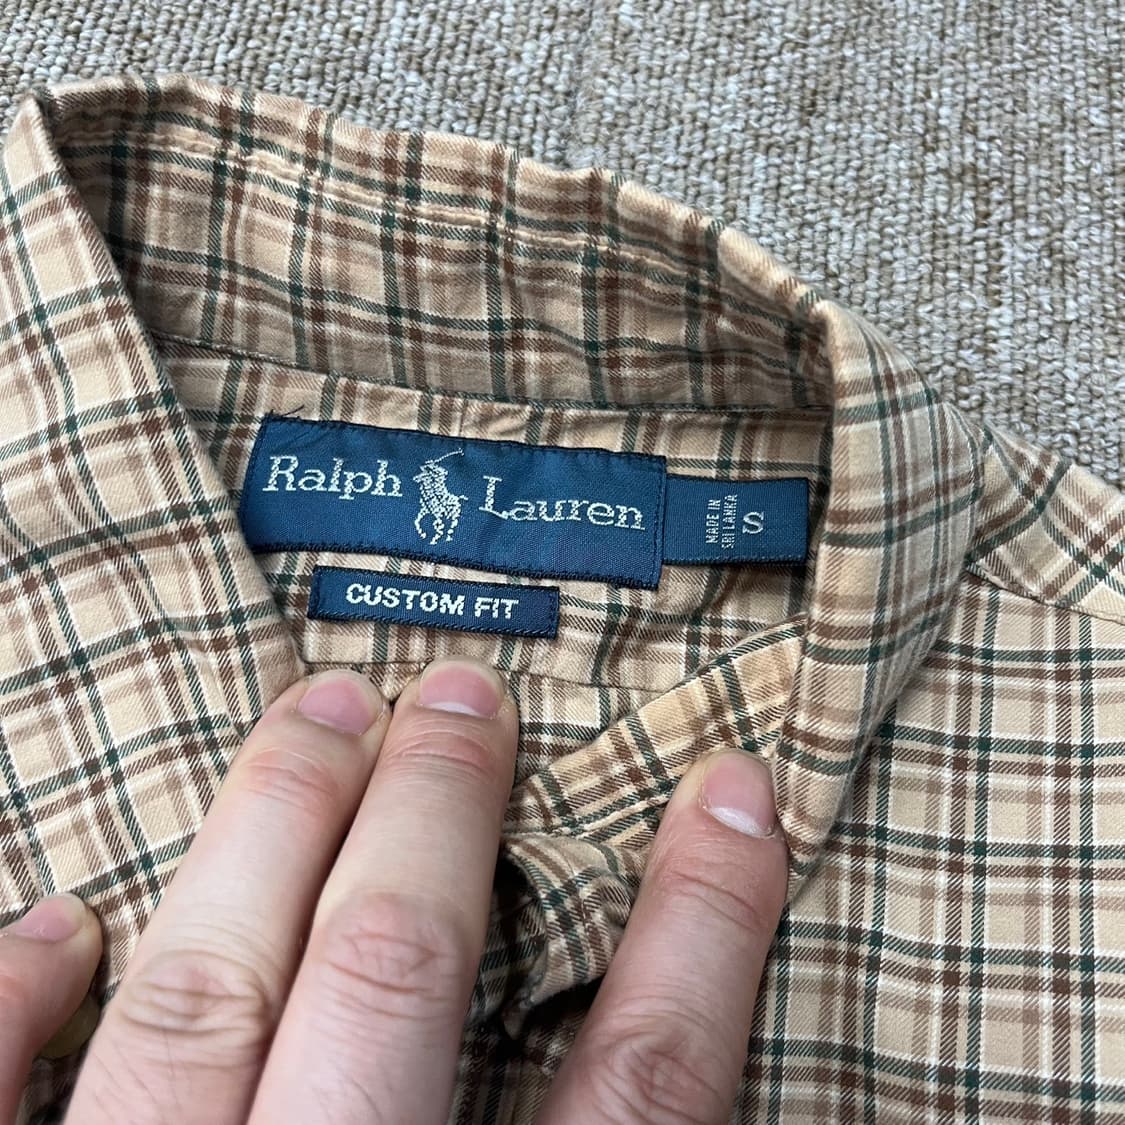 Ralph Lauren
MADE IN
SRI LANKA
S
CUSTOM FIT